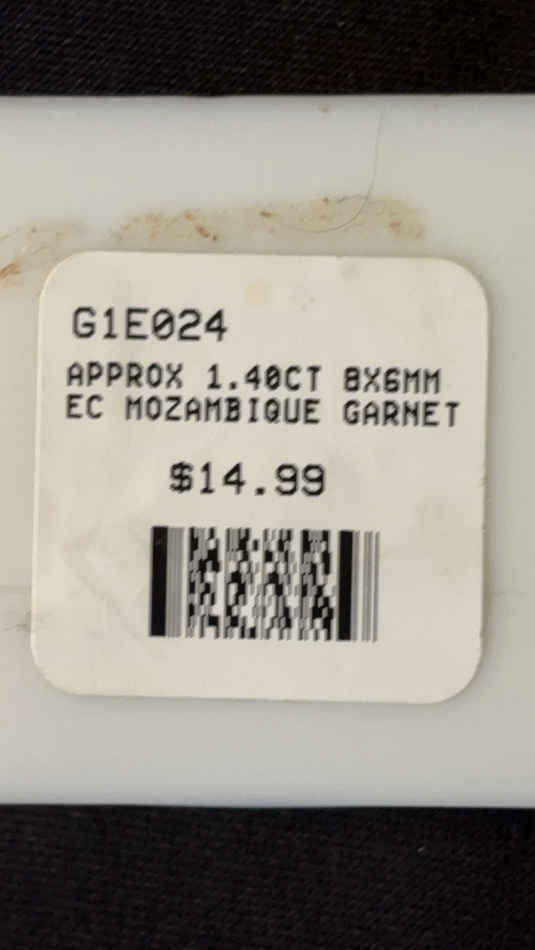 G1E024
APPROX 1.40CT 8X6MM
EC MOZAMBIQUE GARNET
$14.99